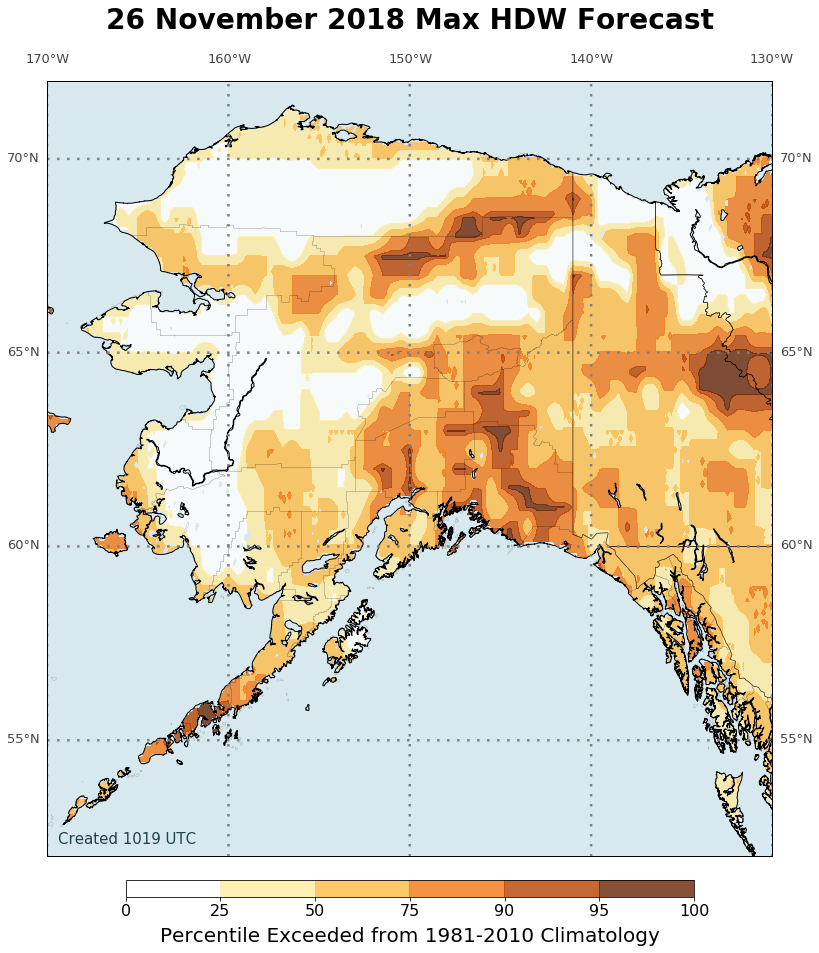 26 November 2018 Max HDW Forecast
170°W 160°W 150°W 140°W 130°W
70°N 70°N
65°N 65°N
60°N 60°N
55°N 55°N
Created 1019 UTC
0 25 50 75 90 95 100
Percentile Exceeded from 1981-2010 Climatology